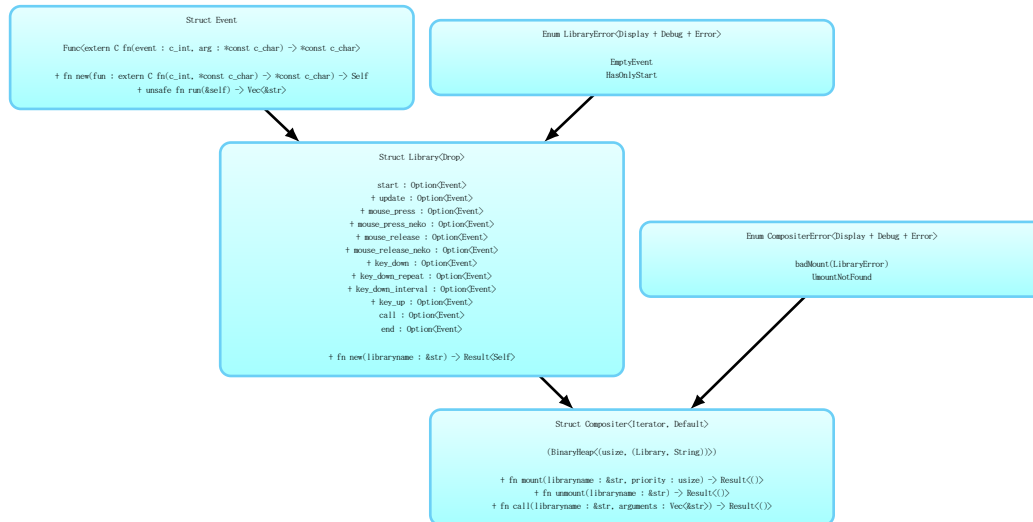 Struct Event
Func<extern C fn(event : c_int, arg : *const c_char) -> *const c_char>
+ fn new(fun : extern C fn(c_int, *const c_char) -> *const c_char) -> Self
+ unsafe fn run(&self) -> Vec<&str>
Enum LibraryError<Display + Debug + Error>
EmptyEvent
HasOnlyStart
Struct Library<Drop>
start : Option<Event>
+ update : Option<Event>
+ mouse_press : Option<Event>
+ mouse_press_neko : Option<Event>
+ mouse_release : Option<Event>
+ mouse_release_neko : Option<Event>
+ key_down : Option<Event>
+ key_down_repeat : Option<Event>
+ key_down_interval : Option<Event>
+ key_up : Option<Event>
call : Option<Event>
end : Option<Event>
+ fn new(libraryname : &str) -> Result<Self>
Enum CompositerError<Display + Debug + Error>
badMount(LibraryError)
UmountNotFound
Struct Compositer<Iterator, Default>
(BinaryHeap<(usize, (Library, String))>)
+ fn mount(libraryname : &str, priority : usize) -> Result<()>
+ fn unmount(libraryname : &str) -> Result<()>
+ fn call(libraryname : &str, arguments : Vec<&str>) -> Result<()>